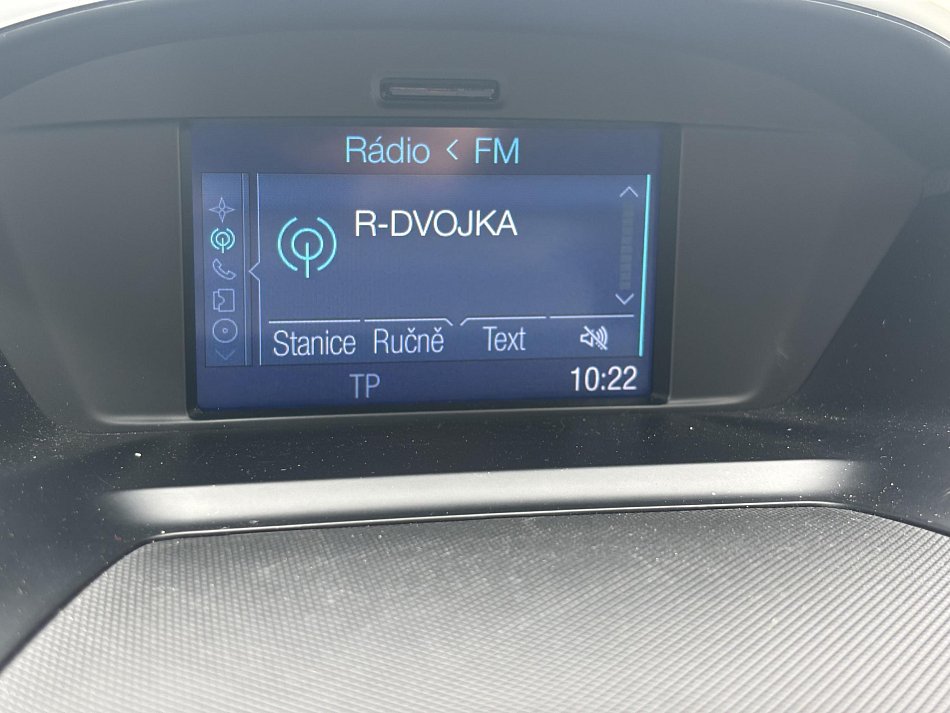 Rádio < FM
R-DVOJKA
Stanice Ručně Text
TP 10:22